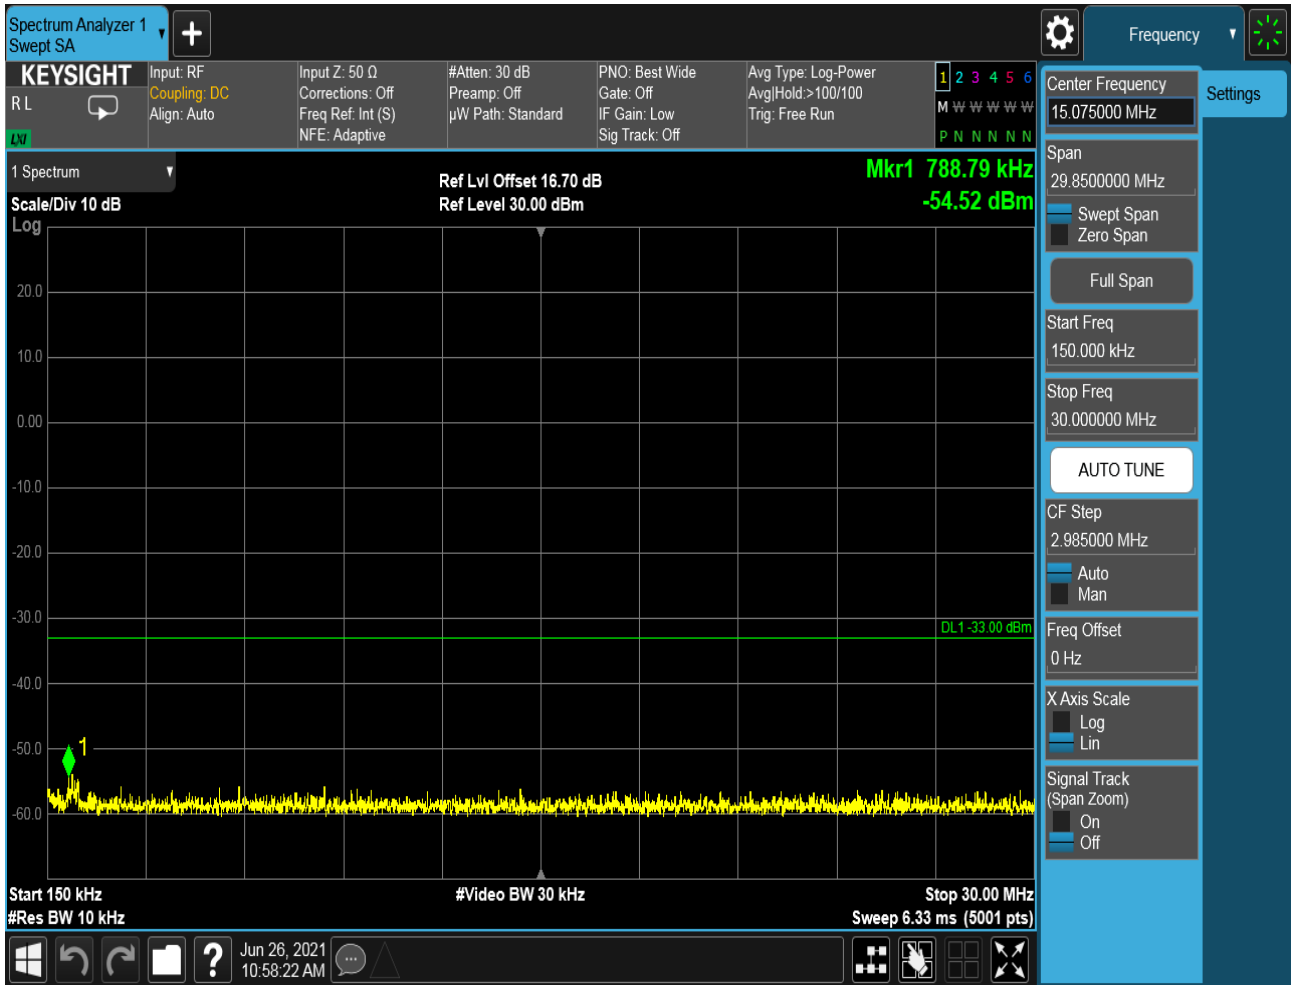 Spectrum Analyzer 1
Swept SA
Frequency
KEYSIGHT
R L
LXI
Input: RF
Coupling: DC
Align: Auto
Input Z: 50 Ω
Corrections: Off
Freq Ref: Int (S)
NFE: Adaptive
#Atten: 30 dB
Preamp: Off
µW Path: Standard
PNO: Best Wide
Gate: Off
IF Gain: Low
Sig Track: Off
Avg Type: Log-Power
Avg|Hold:>100/100
Trig: Free Run
1 2 3 4 5 6
M W W W W W
P N N N N N
1 Spectrum
Scale/Div 10 dB
Log
Ref Lvl Offset 16.70 dB
Ref Level 30.00 dBm
Mkr1 788.79 kHz
-54.52 dBm
20.0
10.0
0.00
-10.0
-20.0
-30.0
DL1 -33.00 dBm
-40.0
-50.0
1
-60.0
Start 150 kHz
#Video BW 30 kHz
Stop 30.00 MHz
#Res BW 10 kHz
Sweep 6.33 ms (5001 pts)
Center Frequency
15.075000 MHz
Settings
Span
29.8500000 MHz
Swept Span
Zero Span
Full Span
Start Freq
150.000 kHz
Stop Freq
30.000000 MHz
AUTO TUNE
CF Step
2.985000 MHz
Auto
Man
Freq Offset
0 Hz
X Axis Scale
Log
Lin
Signal Track
(Span Zoom)
On
Off
?
Jun 26, 2021
10:58:22 AM